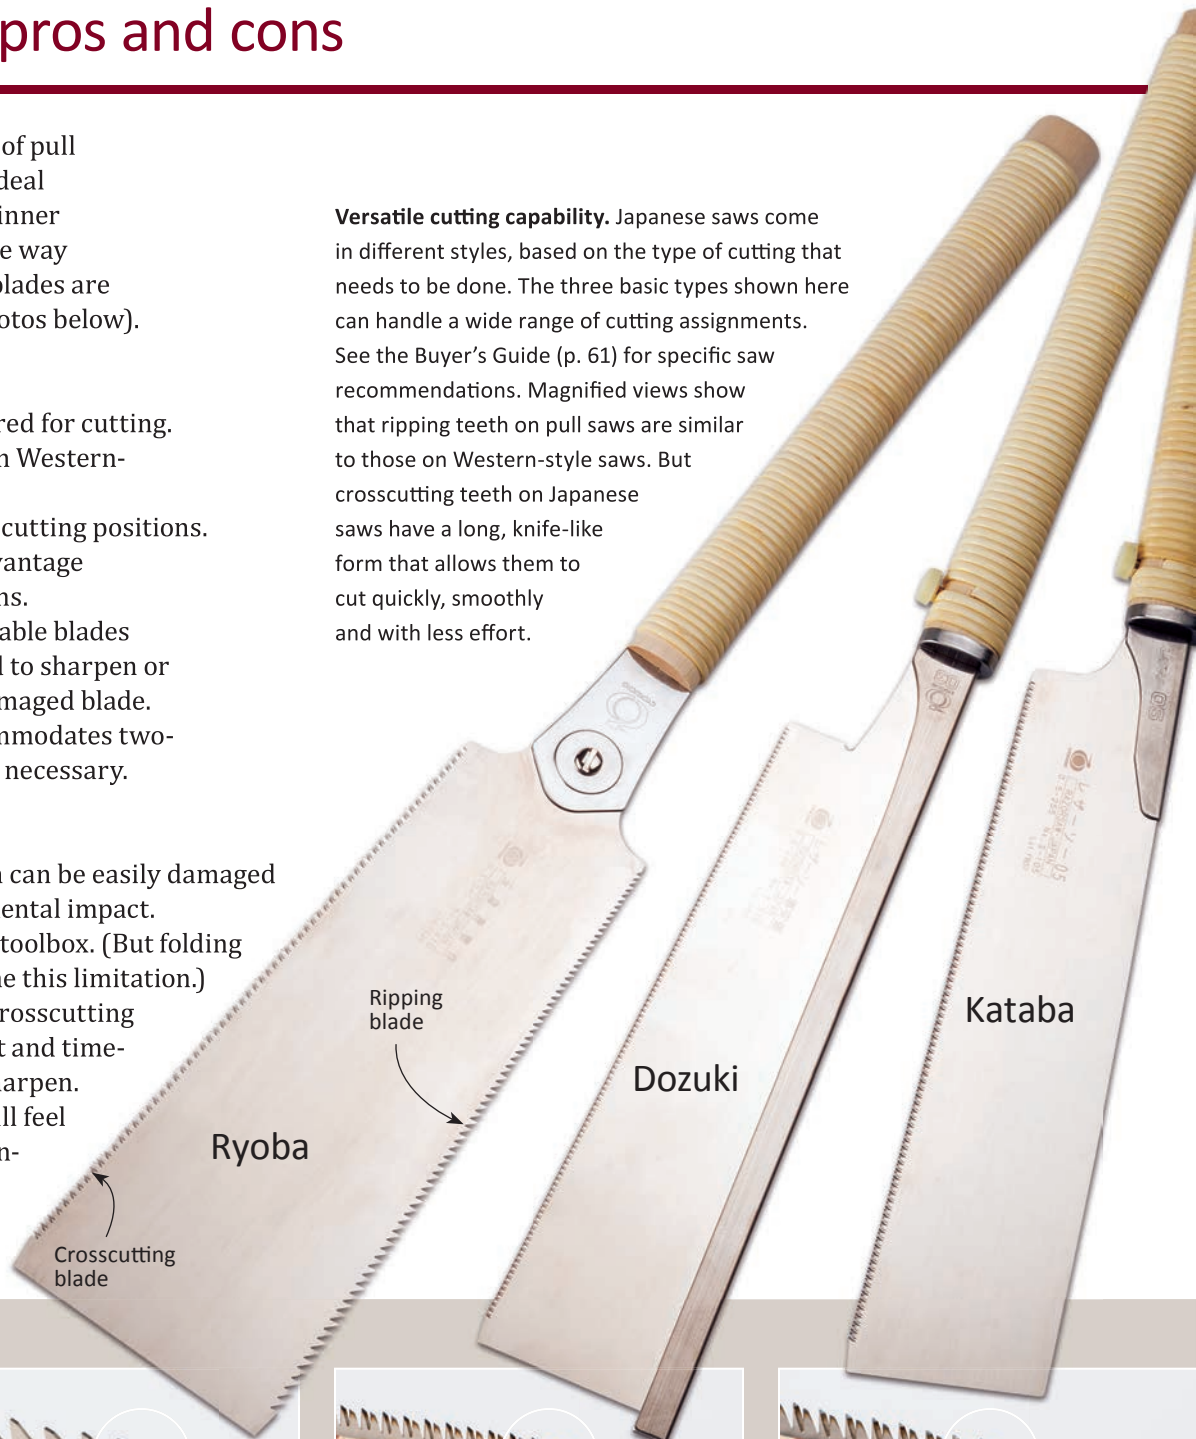 pros and cons
of pull
deal
inner
e way
blades are
otos below).
red for cutting.
n Western-
cutting positions.
vantage
ns.
able blades
l to sharpen or
maged blade.
mmodates two-
necessary.
n can be easily damaged
ental impact.
toolbox. (But folding
ne this limitation.)
rosscutting
t and time-
arpen.
ll feel
n-
Versatile cutting capability. Japanese saws come
in different styles, based on the type of cutting that
needs to be done. The three basic types shown here
can handle a wide range of cutting assignments.
See the Buyer's Guide (p. 61) for specific saw
recommendations. Magnified views show
that ripping teeth on pull saws are similar
to those on Western-style saws. But
crosscutting teeth on Japanese
saws have a long, knife-like
form that allows them to
cut quickly, smoothly
and with less effort.
Ripping
blade
Kataba
Dozuki
Ryoba
Crosscutting
blade